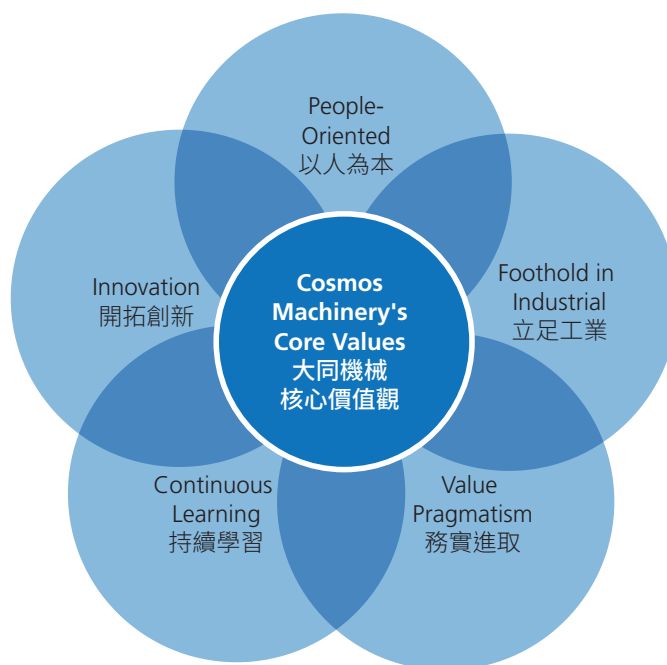 People-
Oriented
以人為本
Foothold in
Industrial
立足工業
Innovation
開拓創新
Cosmos
Machinery's
Core Values
大同機械
核心價值觀
Continuous
Learning
持續學習
Value
Pragmatism
務實進取